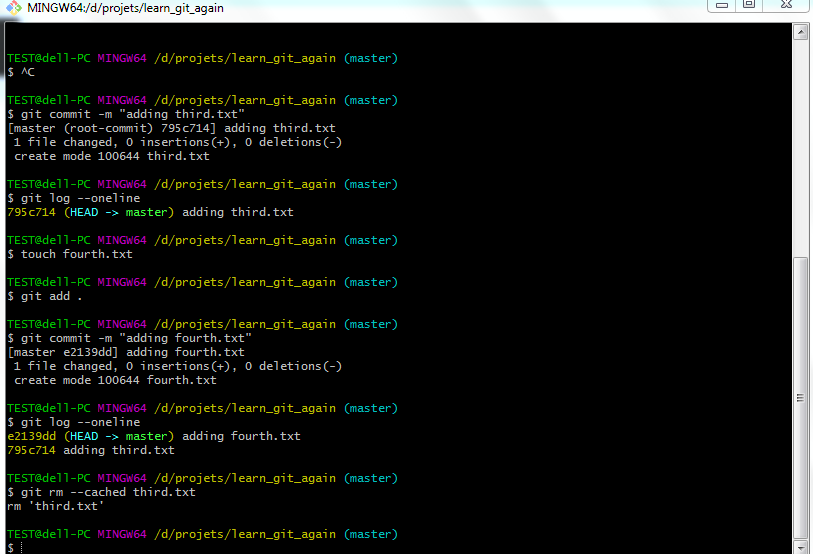 MINGW64:/d/projets/learn_git_again
TEST@dell-PC MINGW64 /d/projets/learn_git_again (master)
$ ^C
TEST@dell-PC MINGW64 /d/projets/learn_git_again (master)
$ git commit -m "adding third.txt"
[master (root-commit) 795c714] adding third.txt
 1 file changed, 0 insertions(+), 0 deletions(-)
 create mode 100644 third.txt
TEST@dell-PC MINGW64 /d/projets/learn_git_again (master)
$ git log --oneline
795c714 (HEAD -> master) adding third.txt
TEST@dell-PC MINGW64 /d/projets/learn_git_again (master)
$ touch fourth.txt
TEST@dell-PC MINGW64 /d/projets/learn_git_again (master)
$ git add .
TEST@dell-PC MINGW64 /d/projets/learn_git_again (master)
$ git commit -m "adding fourth.txt"
[master e2139dd] adding fourth.txt
 1 file changed, 0 insertions(+), 0 deletions(-)
 create mode 100644 fourth.txt
TEST@dell-PC MINGW64 /d/projets/learn_git_again (master)
$ git log --oneline
e2139dd (HEAD -> master) adding fourth.txt
795c714 adding third.txt
TEST@dell-PC MINGW64 /d/projets/learn_git_again (master)
$ git rm --cached third.txt
rm 'third.txt'
TEST@dell-PC MINGW64 /d/projets/learn_git_again (master)
$